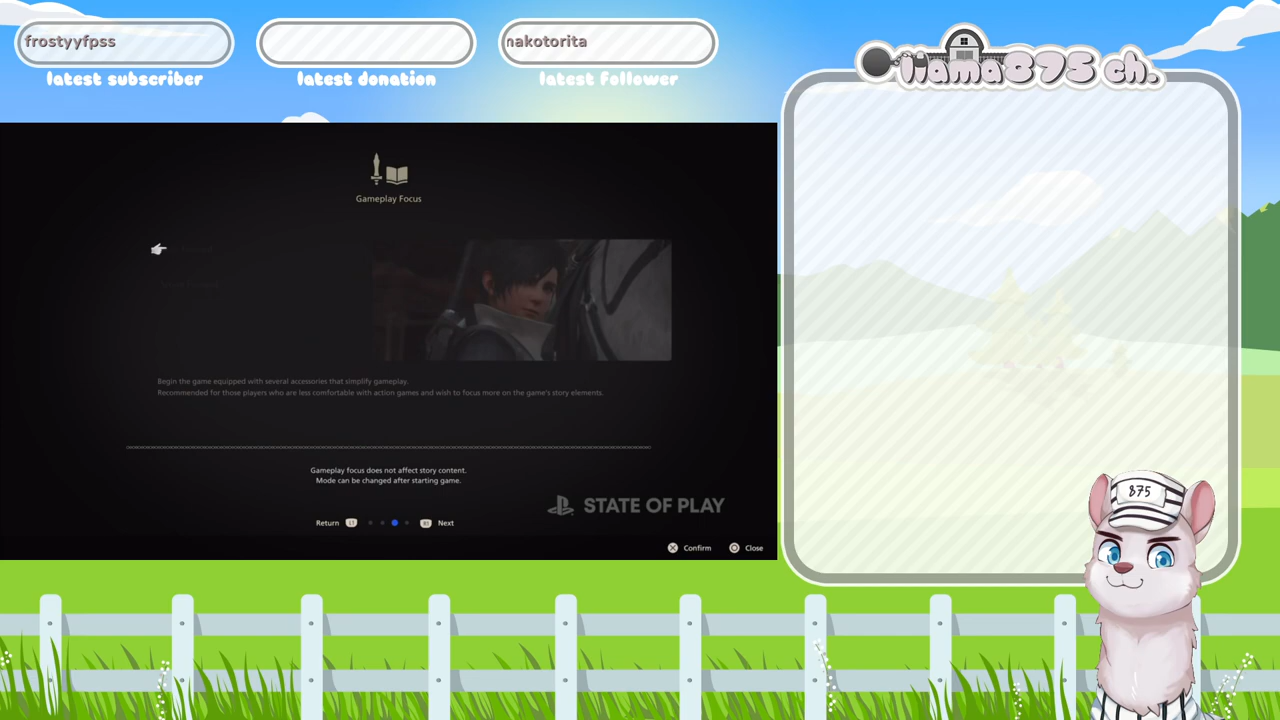 frostyyfpss
nakotorita
latest subscriber
latest donation
latest Follower
llama895 ch.
Gameplay Focus
Begin the game equipped with several accessories that simplify gameplay.
Recommended for those players who are less comfortable with action games and wish to focus more on the game's story elements.
Gameplay focus does not affect story content.
Mode can be changed after starting game.
STATE OF PLAY
Return L1
R1 Next
Confirm
Close
875